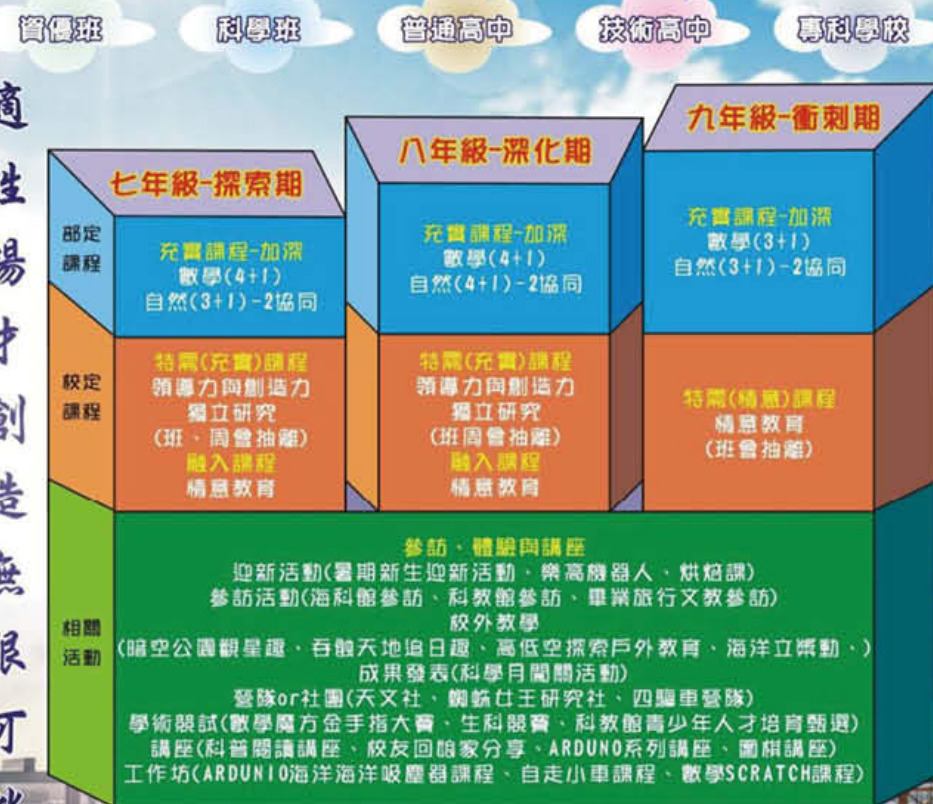 資優班 科學班 普通高中 技術高中 專科學校
適
性
揚
才
創
造
無
限
可
七年級-探索期
八年級-深化期
九年級-衝刺期
部定
課程
充實課程-加深
數學(4+1)
自然(3+1)-2協同
充實課程-加深
數學(4+1)
自然(4+1)-2協同
充實課程-加深
數學(3+1)
自然(3+1)-2協同
校定
課程
特需(充實)課程
領導力與創造力
獨立研究
(班、周會抽離)
融入課程
情意教育
特需(充實)課程
領導力與創造力
獨立研究
(班周會抽離)
融入課程
情意教育
特需(情意)課程
情意教育
(班會抽離)
相關
活動
參訪、體驗與講座
迎新活動(暑期新生迎新活動、樂高機器人、烘焙課)
參訪活動(海科館參訪、科教館參訪、畢業旅行文教參訪)
校外教學
(暗空公園觀星趣、吞蝕天地追日趣、高低空探索戶外教育、海洋立槳動、)
成果發表(科學月闖關活動)
營隊or社團(天文社、蜘蛛女王研究社、四驅車營隊)
學術競試(數學魔方金手指大賽、生科競賽、科教館青少年人才培育甄選)
講座(科普閱讀講座、校友回娘家分享、ARDUNO系列講座、圍棋講座)
工作坊(ARDUNIO海洋海洋吸塵器課程、自走小車課程、數學SCRATCH課程)